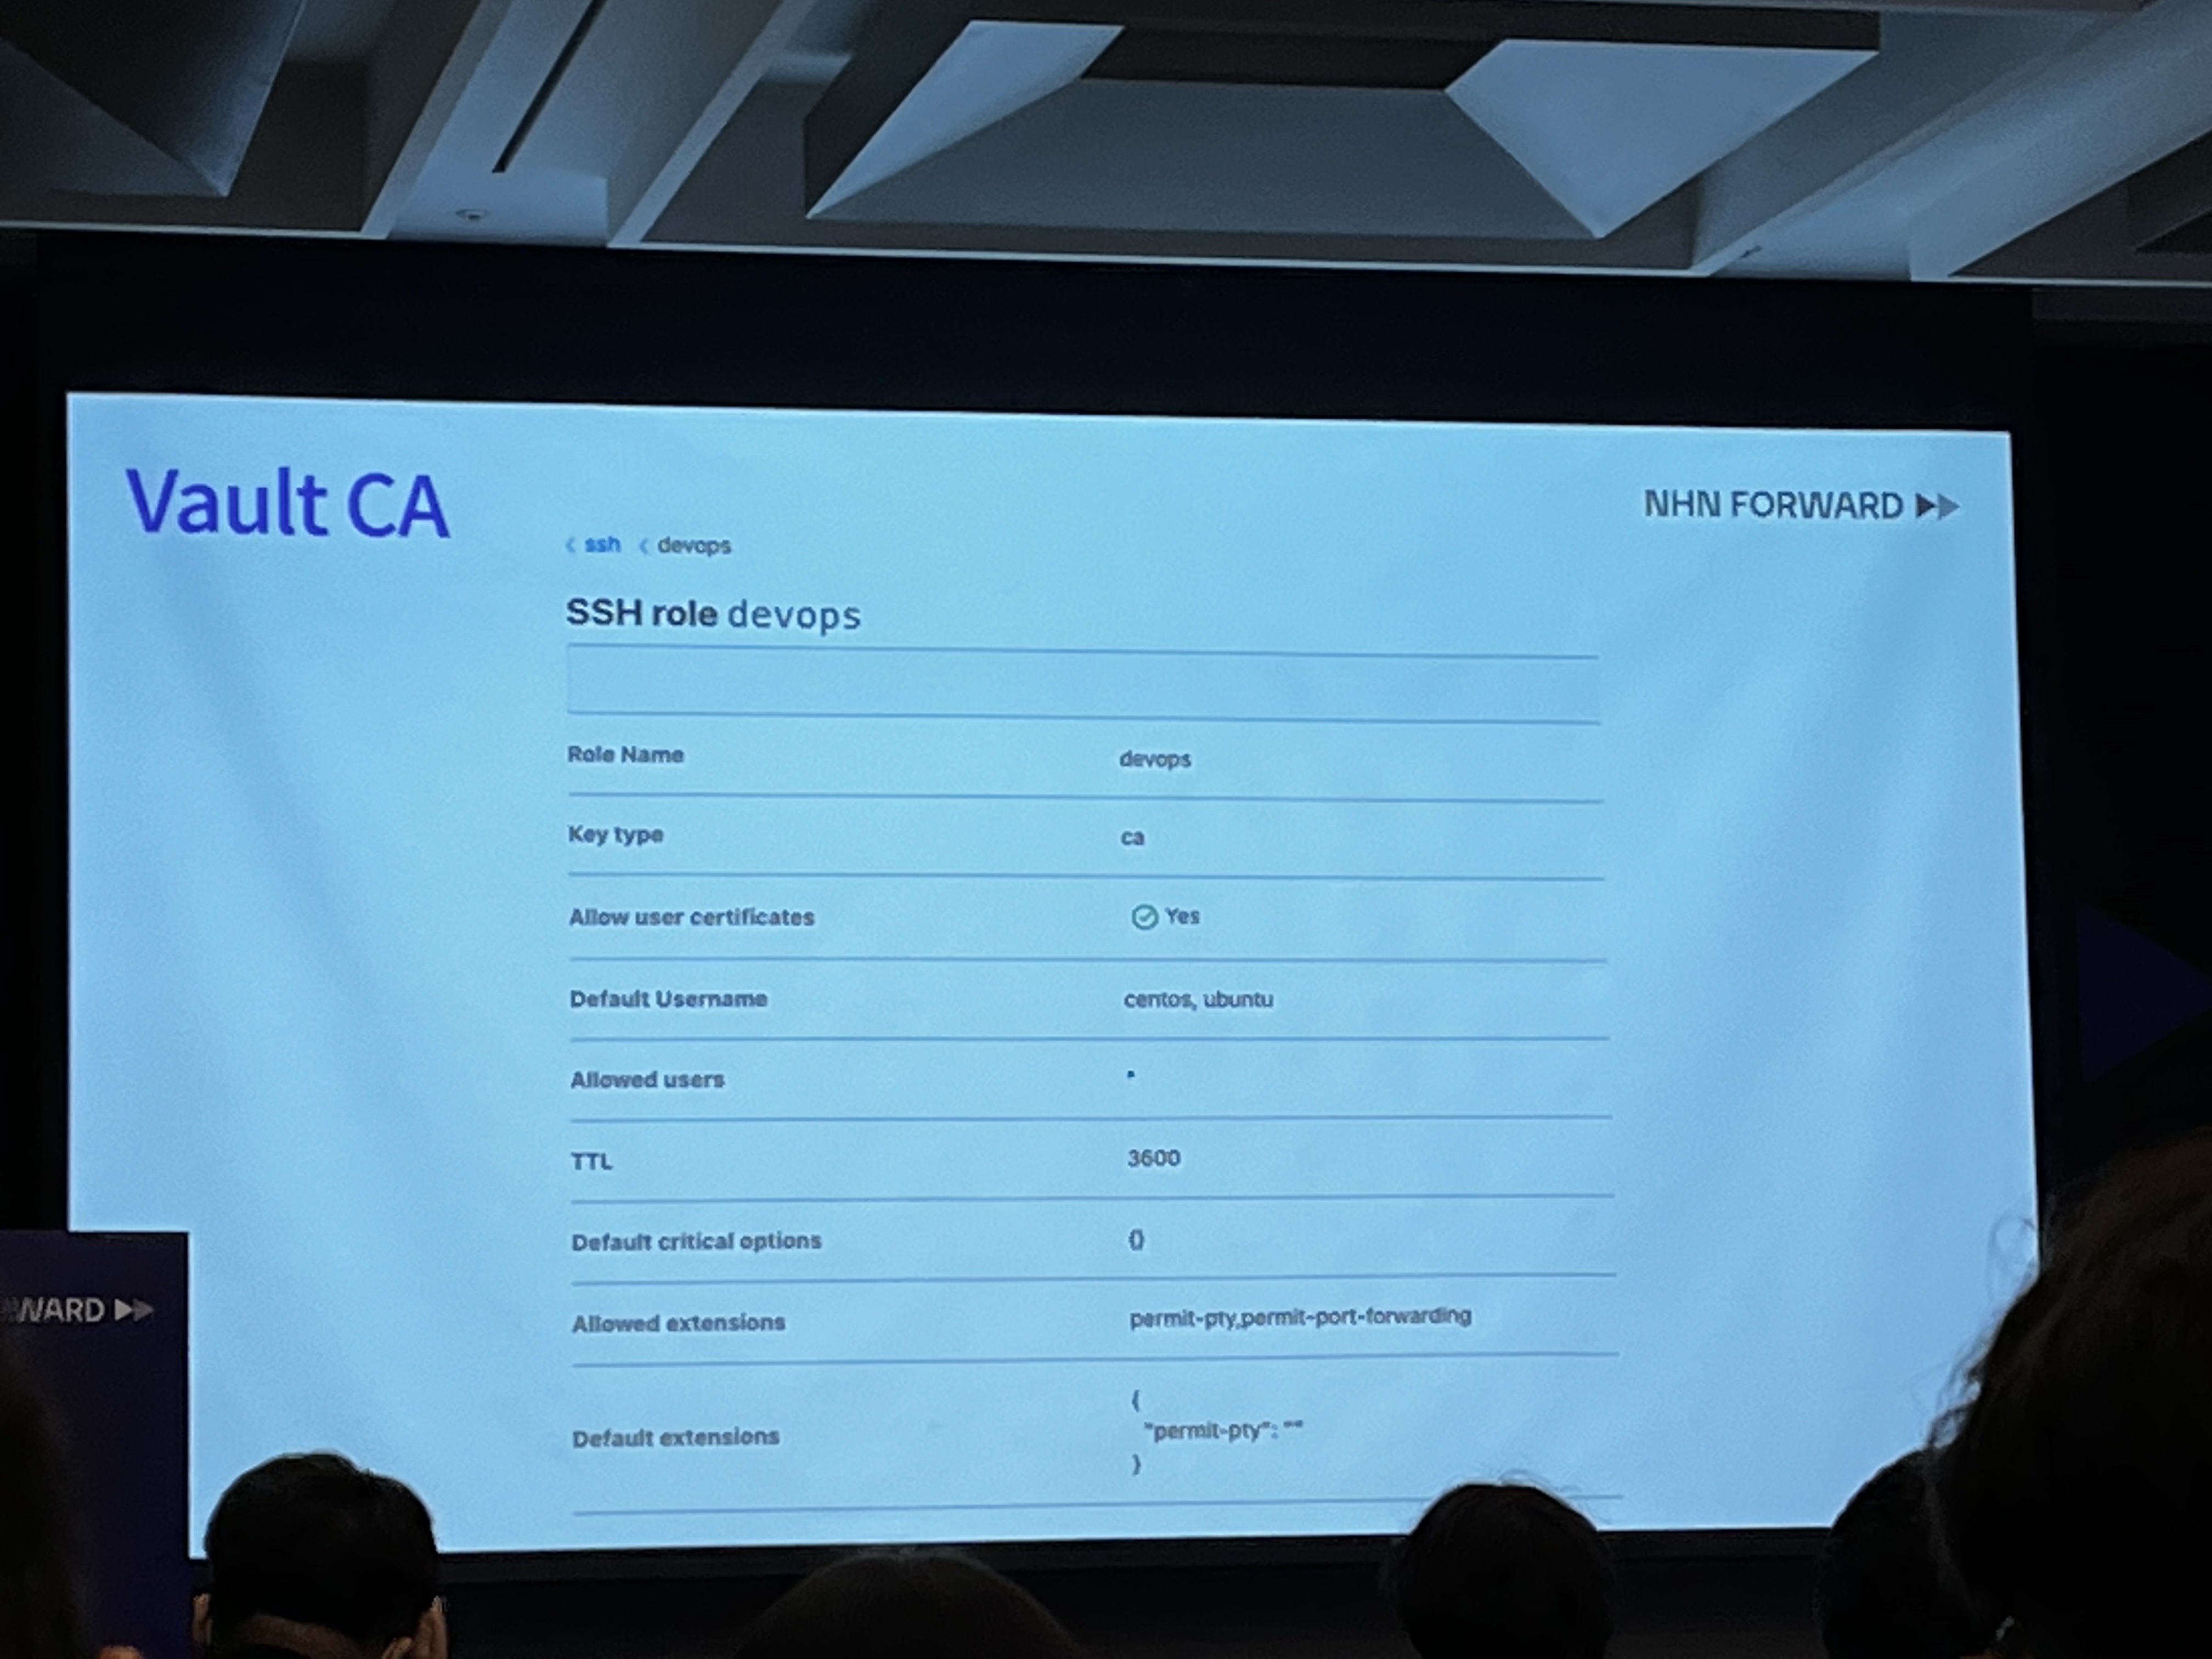 Vault CA
NHN FORWARD
ssh devops
SSH role devops
Role Name devops
Key type ca
Allow user certificates Yes
Default Username centos, ubuntu
Allowed users *
TTL 3600
Default critical options {}
Allowed extensions permit-pty,permit-port-forwarding
Default extensions {
"permit-pty": ""
}
WARD